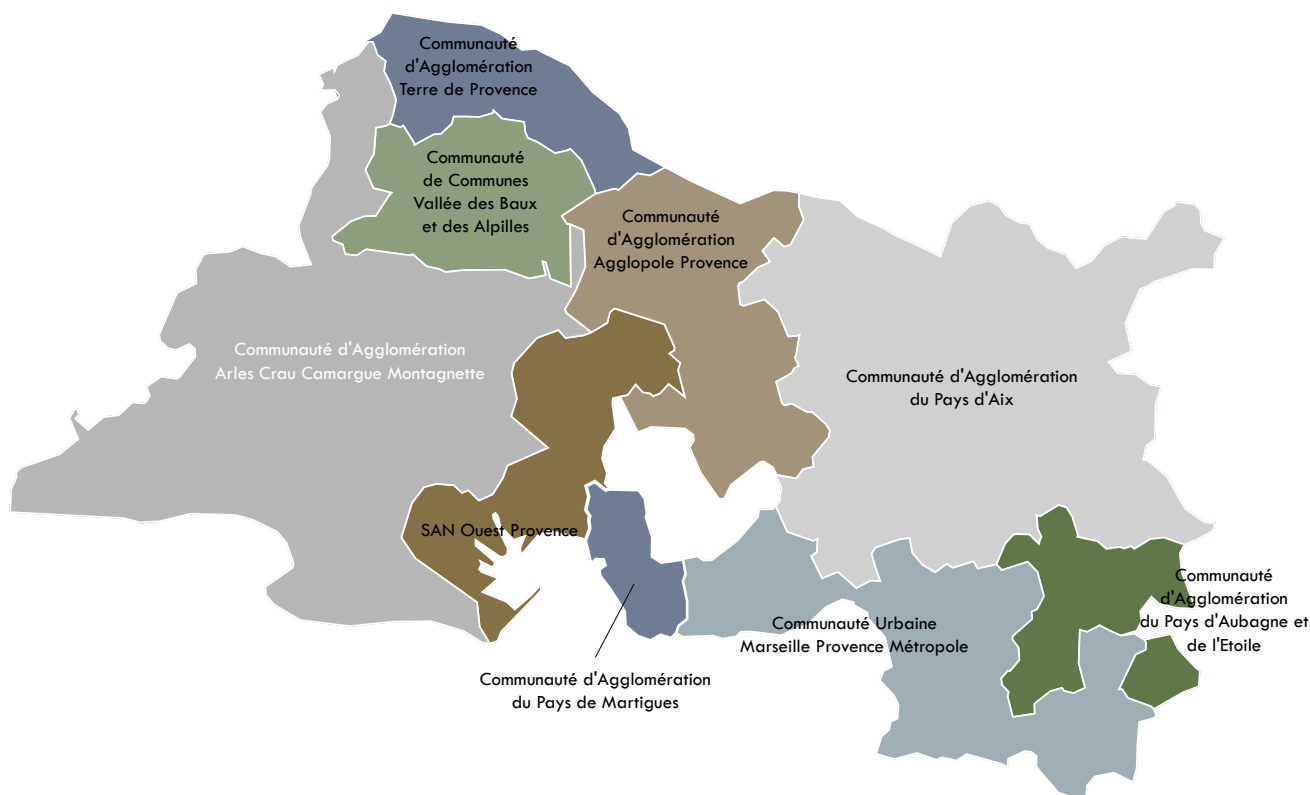 Communauté
d'Agglomération
Terre de Provence
Communauté
de Communes
Vallée des Baux
et des Alpilles
Communauté
d'Agglomération
Agglopole Provence
Communauté d'Agglomération
Arles Crau Camargue Montagnette
Communauté d'Agglomération
du Pays d'Aix
SAN Ouest Provence
Communauté
d'Agglomération
du Pays d'Aubagne et
de l'Etoile
Communauté Urbaine
Marseille Provence Métropole
Communauté d'Agglomération
du Pays de Martigues